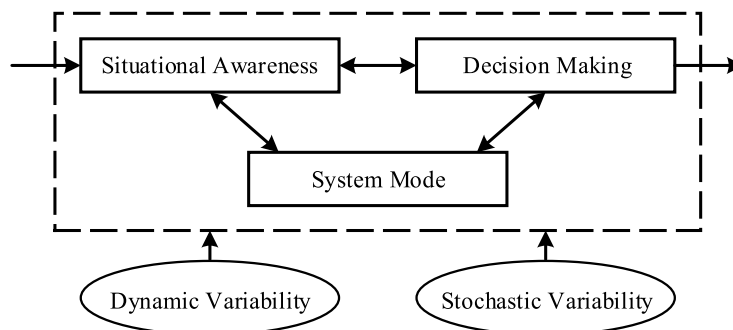 Situational Awareness
Decision Making
System Mode
Dynamic Variability
Stochastic Variability